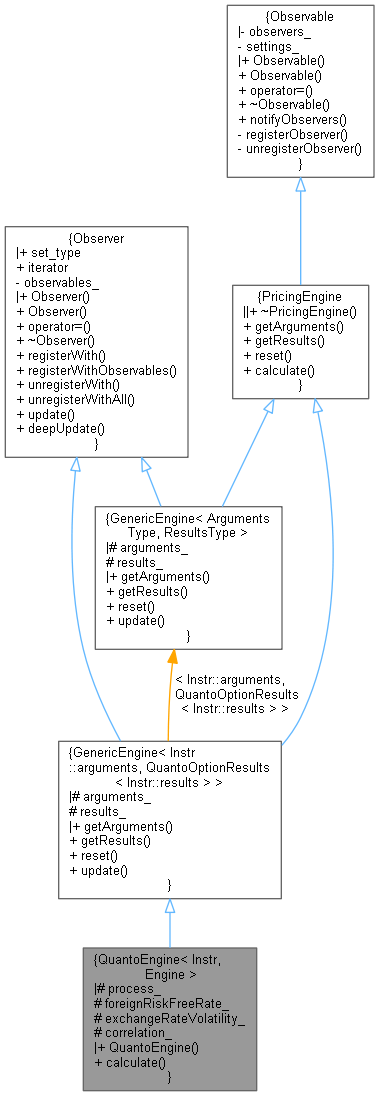 {Observable
|- observers_
- settings_
|+ Observable()
+ Observable()
+ operator=()
+ ~Observable()
+ notifyObservers()
- registerObserver()
- unregisterObserver()
}
{Observer
|+ set_type
+ iterator
- observables_
|+ Observer()
+ Observer()
+ operator=()
+ ~Observer()
+ registerWith()
+ registerWithObservables()
+ unregisterWith()
+ unregisterWithAll()
+ update()
+ deepUpdate()
}
{PricingEngine
||+ ~PricingEngine()
+ getArguments()
+ getResults()
+ reset()
+ calculate()
}
{GenericEngine< Arguments
Type, ResultsType >
|# arguments_
# results_
|+ getArguments()
+ getResults()
+ reset()
+ update()
}
< Instr::arguments,
QuantoOptionResults
< Instr::results > >
{GenericEngine< Instr
::arguments, QuantoOptionResults
< Instr::results > >
|# arguments_
# results_
|+ getArguments()
+ getResults()
+ reset()
+ update()
}
{QuantoEngine< Instr,
Engine >
|# process_
# foreignRiskFreeRate_
# exchangeRateVolatility_
# correlation_
|+ QuantoEngine()
+ calculate()
}